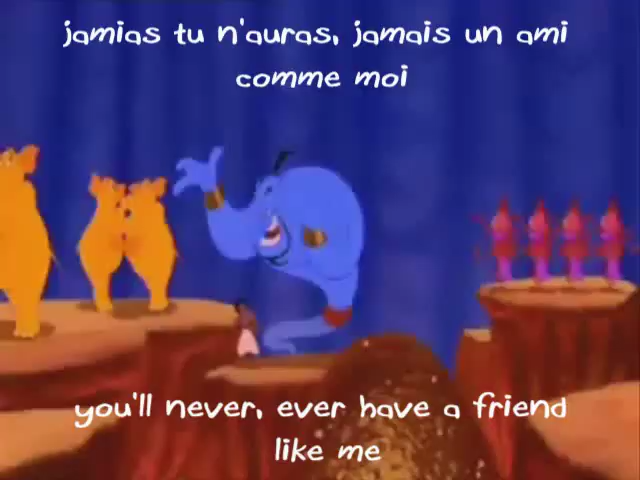 jamias tu n'auras, jamais un ami
comme moi
you'll never, ever have a friend
like me